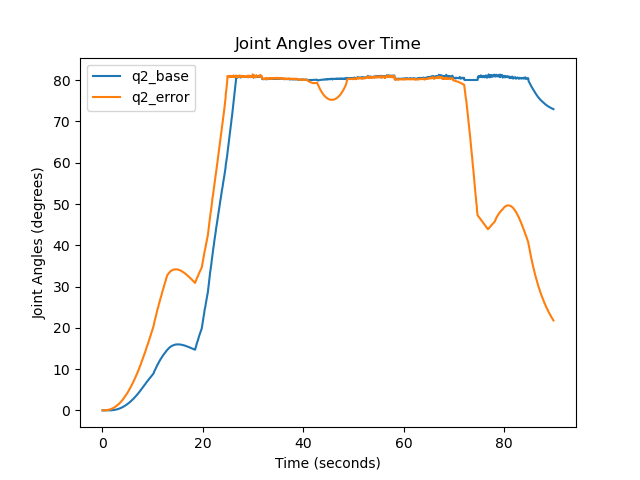 Joint Angles over Time
q2_base
q2_error
Joint Angles (degrees)
80
70
60
50
40
30
20
10
0
0 20 40 60 80
Time (seconds)